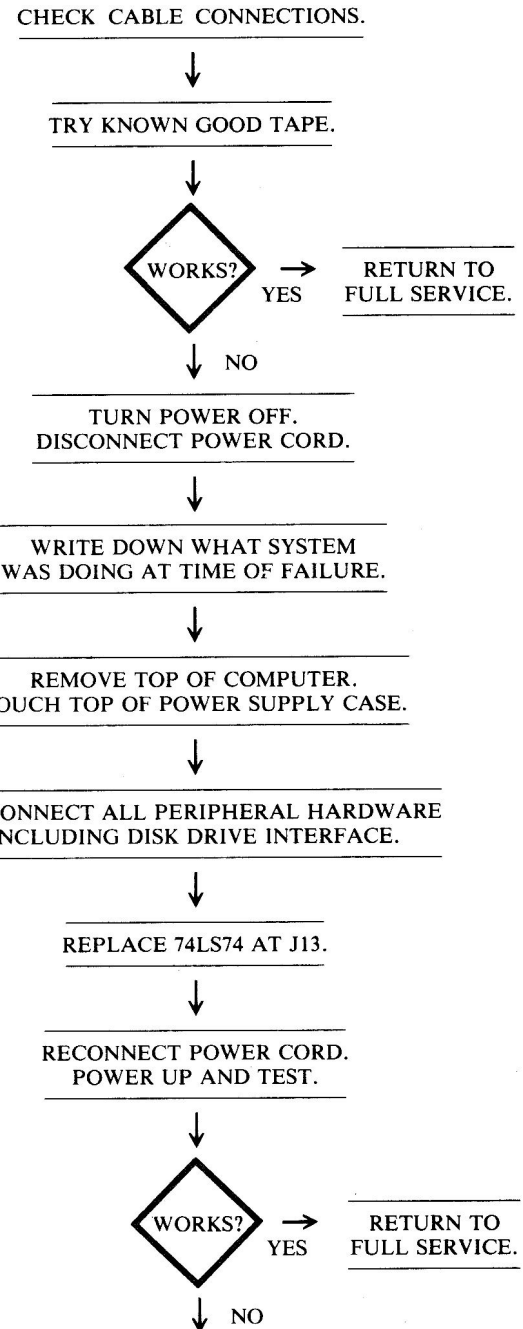 CHECK CABLE CONNECTIONS.
TRY KNOWN GOOD TAPE.
WORKS?
YES
RETURN TO
FULL SERVICE.
NO
TURN POWER OFF.
DISCONNECT POWER CORD.
WRITE DOWN WHAT SYSTEM
WAS DOING AT TIME OF FAILURE.
REMOVE TOP OF COMPUTER.
OUCH TOP OF POWER SUPPLY CASE.
CONNECT ALL PERIPHERAL HARDWARE
NCLUDING DISK DRIVE INTERFACE.
REPLACE 74LS74 AT J13.
RECONNECT POWER CORD.
POWER UP AND TEST.
WORKS?
YES
RETURN TO
FULL SERVICE.
NO